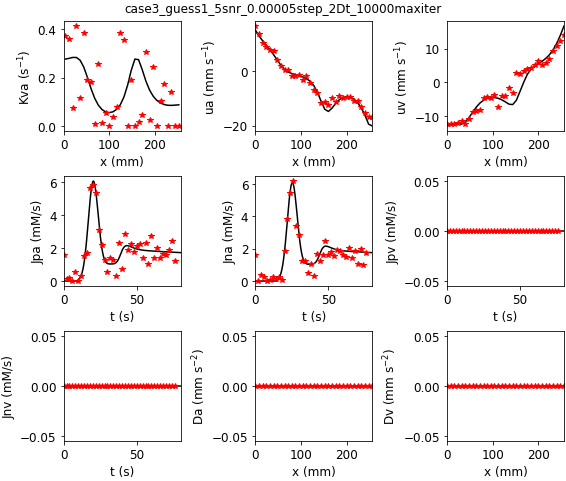 case3_guess1_5snr_0.00005step_2Dt_10000maxiter
Kva (s⁻¹)
0.4
0.2
0.0
0 100 200
x (mm)
ua (mm s⁻¹)
0
−20
0 100 200
x (mm)
uv (mm s⁻¹)
10
0
−10
0 100 200
x (mm)
Jpa (mM/s)
6
4
2
0
0 50
t (s)
Jna (mM/s)
6
4
2
0
0 50
t (s)
Jpv (mM/s)
0.05
0.00
−0.05
0 50
t (s)
Jnv (mM/s)
0.05
0.00
−0.05
0 50
t (s)
Da (mm s⁻²)
0.05
0.00
−0.05
0 100 200
x (mm)
Dv (mm s⁻²)
0.05
0.00
−0.05
0 100 200
x (mm)